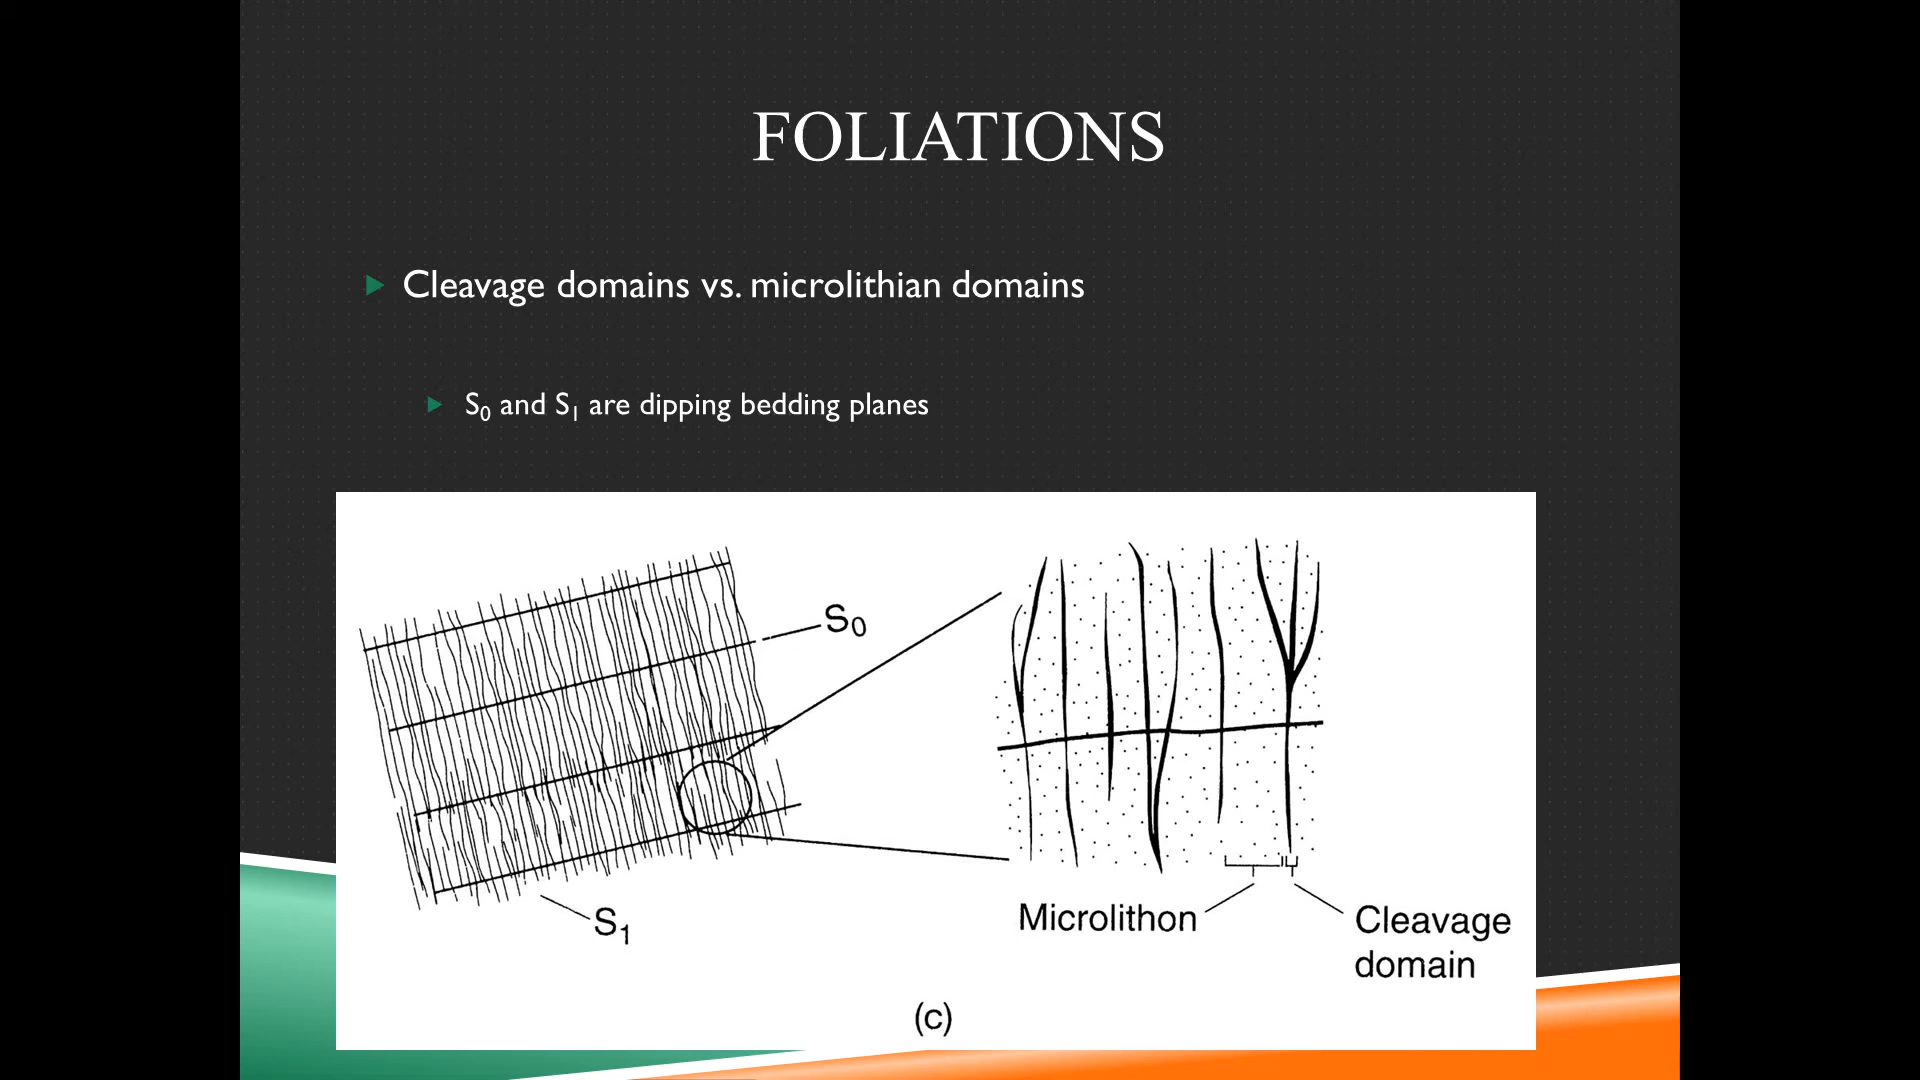 FOLIATIONS
Cleavage domains vs. microlithian domains
S₀ and S₁ are dipping bedding planes
S₀
S₁
Microlithon
Cleavage
domain
(c)